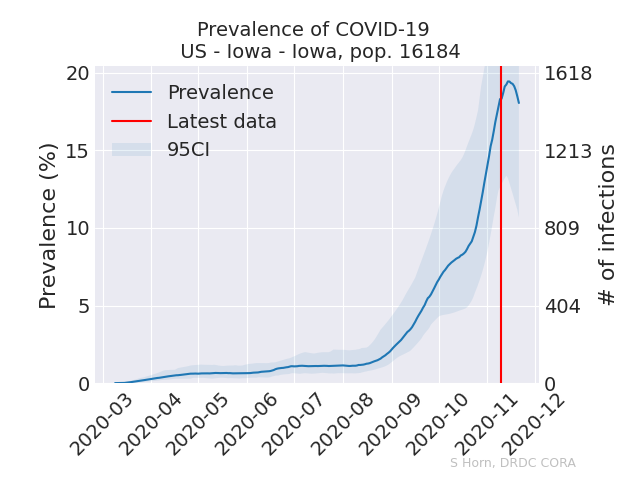 Prevalence of COVID-19
US - Iowa - Iowa, pop. 16184
Prevalence
Latest data
95CI
Prevalence (%)
20
15
10
5
0
1618
1213
809
404
0
# of infections
2020-03
2020-04
2020-05
2020-06
2020-07
2020-08
2020-09
2020-10
2020-11
2020-12
S Horn, DRDC CORA